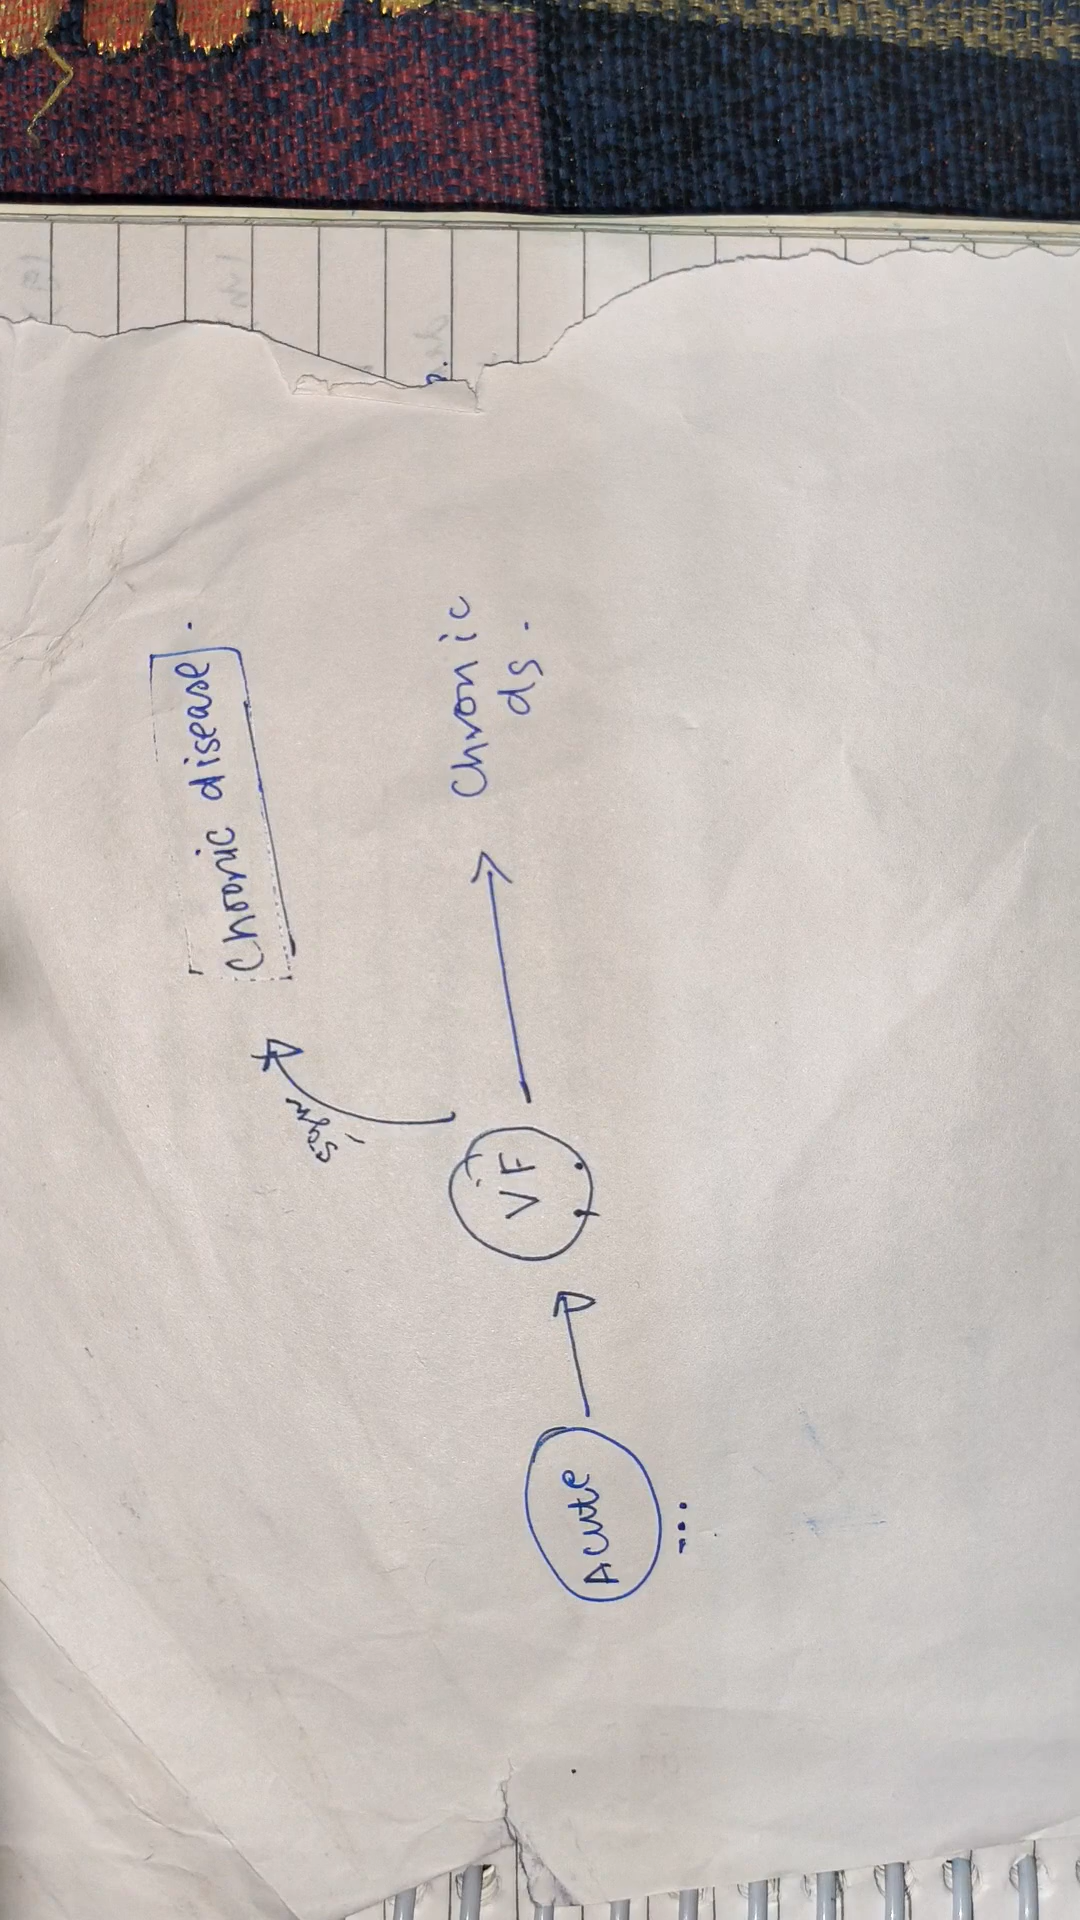 Chronic disease.
Chronic
ds.
VF
Acute
...